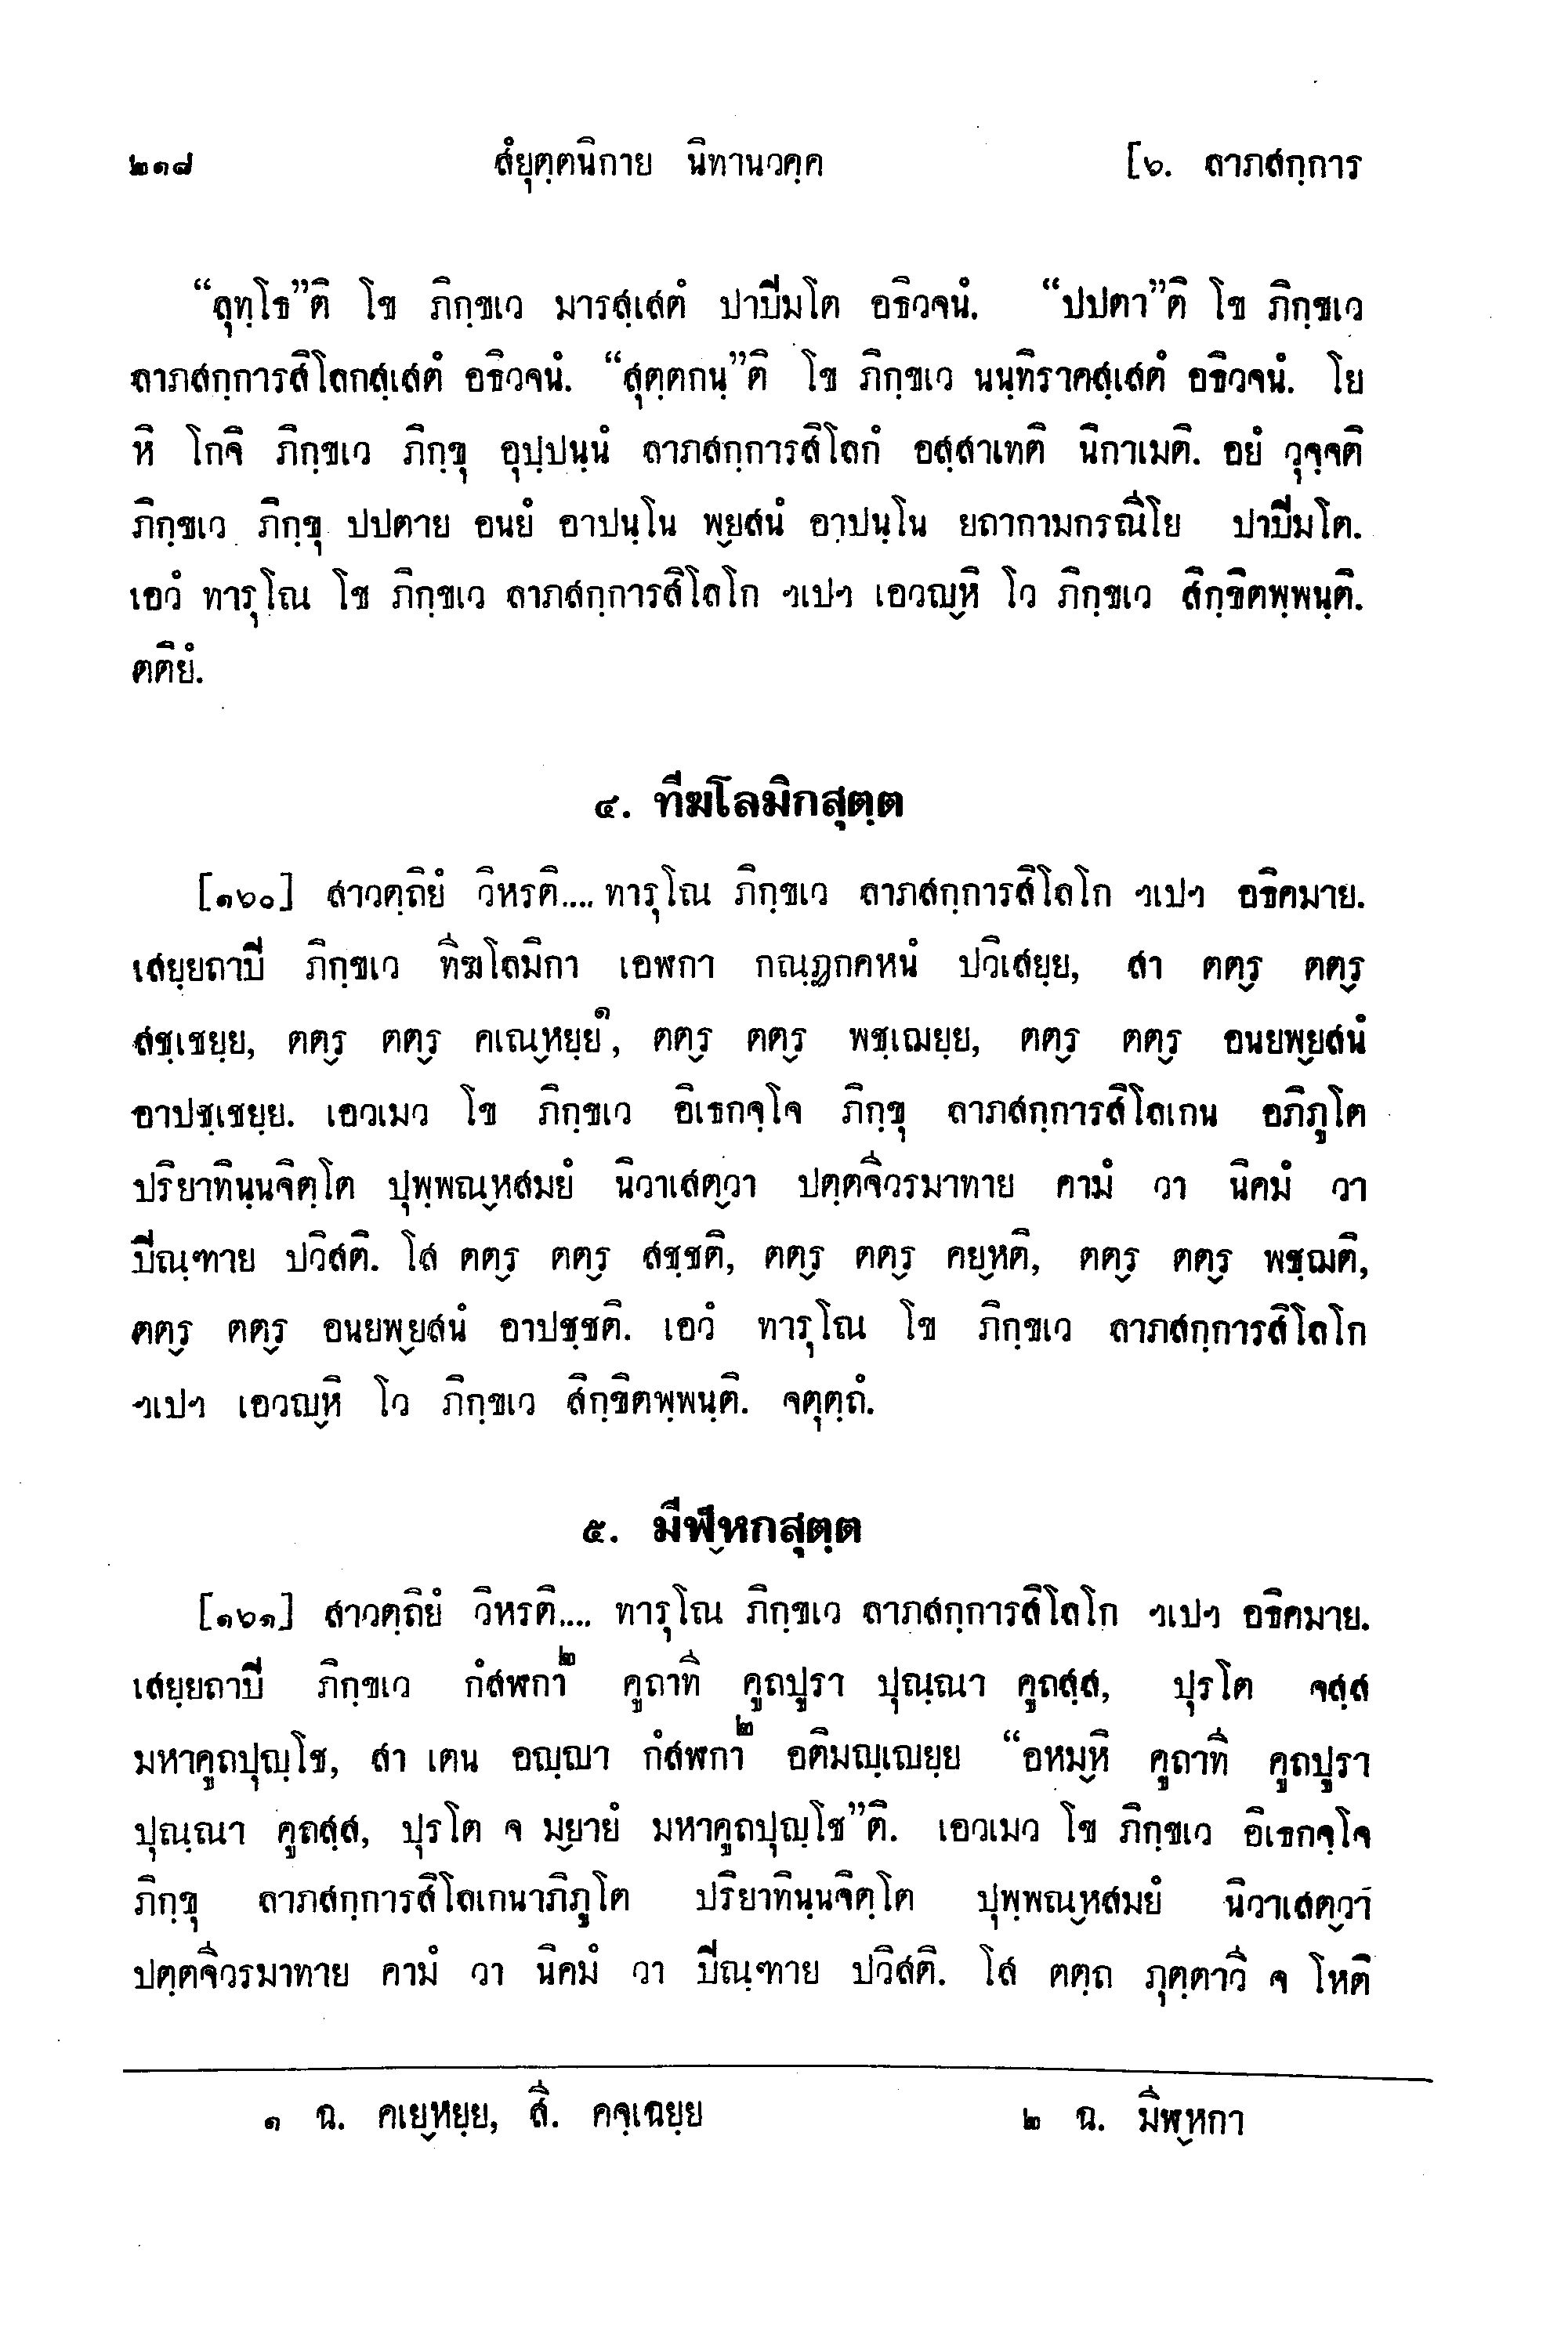 ๒๑๘ สํยุตฺตนิกาย นิทานวคฺค [๖. ลาภสกฺการ
“ลุทฺโธ”ติ โข ภิกฺขเว มารสฺเสตํ ปาปิมโต อธิวจนํ. “ปปตา”ติ โข ภิกฺขเว
ลาภสกฺการสิโลกสฺเสตํ อธิวจนํ. “สุตฺตกนฺ”ติ โข ภิกฺขเว นนฺทิราคสฺเสตํ อธิวจนํ. โย
หิ โกจิ ภิกฺขเว ภิกฺขุ อุปฺปนฺนํ ลาภสกฺการสิโลกํ อสฺสาเทติ นิกาเมติ. อยํ วุจฺจติ
ภิกฺขเว ภิกฺขุ ปปตาย อนยํ อาปนฺโน พฺยสนํ อาปนฺโน ยถากามกรณีโย ปาปิมโต.
เอวํ ทารุโณ โข ภิกฺขเว ลาภสกฺการสิโลโก ฯเปฯ เอวญฺหิ โว ภิกฺขเว สิกฺขิตพฺพนฺติ.
ตติยํ.
๔. ทีฆโลมิกสุตฺต
[๑๖๐] สาวตฺถิยํ วิหรติ.... ทารุโณ ภิกฺขเว ลาภสกฺการสิโลโก ฯเปฯ อธิคมาย.
เสยฺยถาปิ ภิกฺขเว ทีฆโลมิกา เอฬกา กณฺฏกคหนํ ปวิเสยฺย, สา ตตฺร ตตฺร
สชฺเชยฺย, ตตฺร ตตฺร คเณฺหยฺย๑, ตตฺร ตตฺร พชฺเฌยฺย, ตตฺร ตตฺร อนยพฺยสนํ
อาปชฺเชยฺย. เอวเมว โข ภิกฺขเว อิเธกจฺโจ ภิกฺขุ ลาภสกฺการสิโลเกน อภิภูโต
ปริยาทินฺนจิตฺโต ปุพฺพณฺหสมยํ นิวาเสตฺวา ปตฺตจีวรมาทาย คามํ วา นิคมํ วา
ปิณฺฑาย ปวิสติ. โส ตตฺร ตตฺร สชฺชติ, ตตฺร ตตฺร คยฺหติ, ตตฺร ตตฺร พชฺฌติ,
ตตฺร ตตฺร อนยพฺยสนํ อาปชฺชติ. เอวํ ทารุโณ โข ภิกฺขเว ลาภสกฺการสิโลโก
ฯเปฯ เอวญฺหิ โว ภิกฺขเว สิกฺขิตพฺพนฺติ. จตุตฺถํ.
๕. มีฬฺหกสุตฺต
[๑๖๑] สาวตฺถิยํ วิหรติ.... ทารุโณ ภิกฺขเว ลาภสกฺการสิโลโก ฯเปฯ อธิคมาย.
เสยฺยถาปิ ภิกฺขเว กํสฬกา๒ คูถาที คูถปูรา ปุณฺณา คูถสฺส, ปุรโต จสฺส
มหาคูถปุญฺโช, สา เตน อญฺญา กํสฬกา๒ อติมญฺเญยฺย “อหมฺหิ คูถาที คูถปูรา
ปุณฺณา คูถสฺส, ปุรโต จ มฺยายํ มหาคูถปุญฺโช”ติ. เอวเมว โข ภิกฺขเว อิเธกจฺโจ
ภิกฺขุ ลาภสกฺการสิโลเกนาภิภูโต ปริยาทินฺนจิตฺโต ปุพฺพณฺหสมยํ นิวาเสตฺวา
ปตฺตจีวรมาทาย คามํ วา นิคมํ วา ปิณฺฑาย ปวิสติ. โส ตตฺถ ภุตฺตาวี จ โหติ
๑ ฉ. คเยฺหยฺย, สี. คจฺเฉยฺย ๒ ฉ. มีฬฺหกา